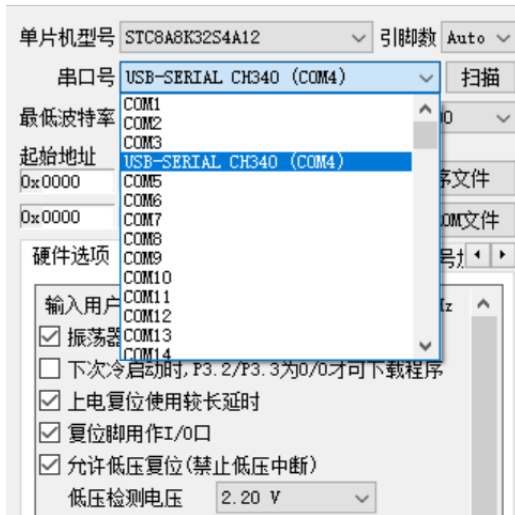 单片机型号 STC8A8K32S4A12 引脚数 Auto
串口号 USB-SERIAL CH340 (COM4) 扫描
最低波特率
COM1
COM2
COM3
USB-SERIAL CH340 (COM4)
COM5
COM6
COM7
COM8
COM9
COM10
COM11
COM12
COM13
COM14
起始地址
0x0000 文件
0x0000 OM文件
硬件选项
输入用户
振荡器
下次冷启动时,P3.2/P3.3为0/0才可下载程序
上电复位使用较长延时
复位脚用作I/O口
允许低压复位(禁止低压中断)
低压检测电压 2.20 V